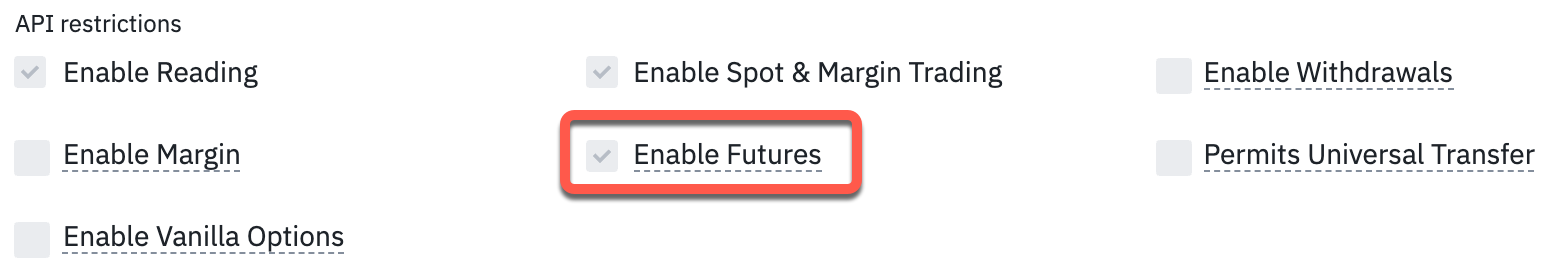 API restrictions
Enable Reading
Enable Spot & Margin Trading
Enable Withdrawals
Enable Margin
Enable Futures
Permits Universal Transfer
Enable Vanilla Options